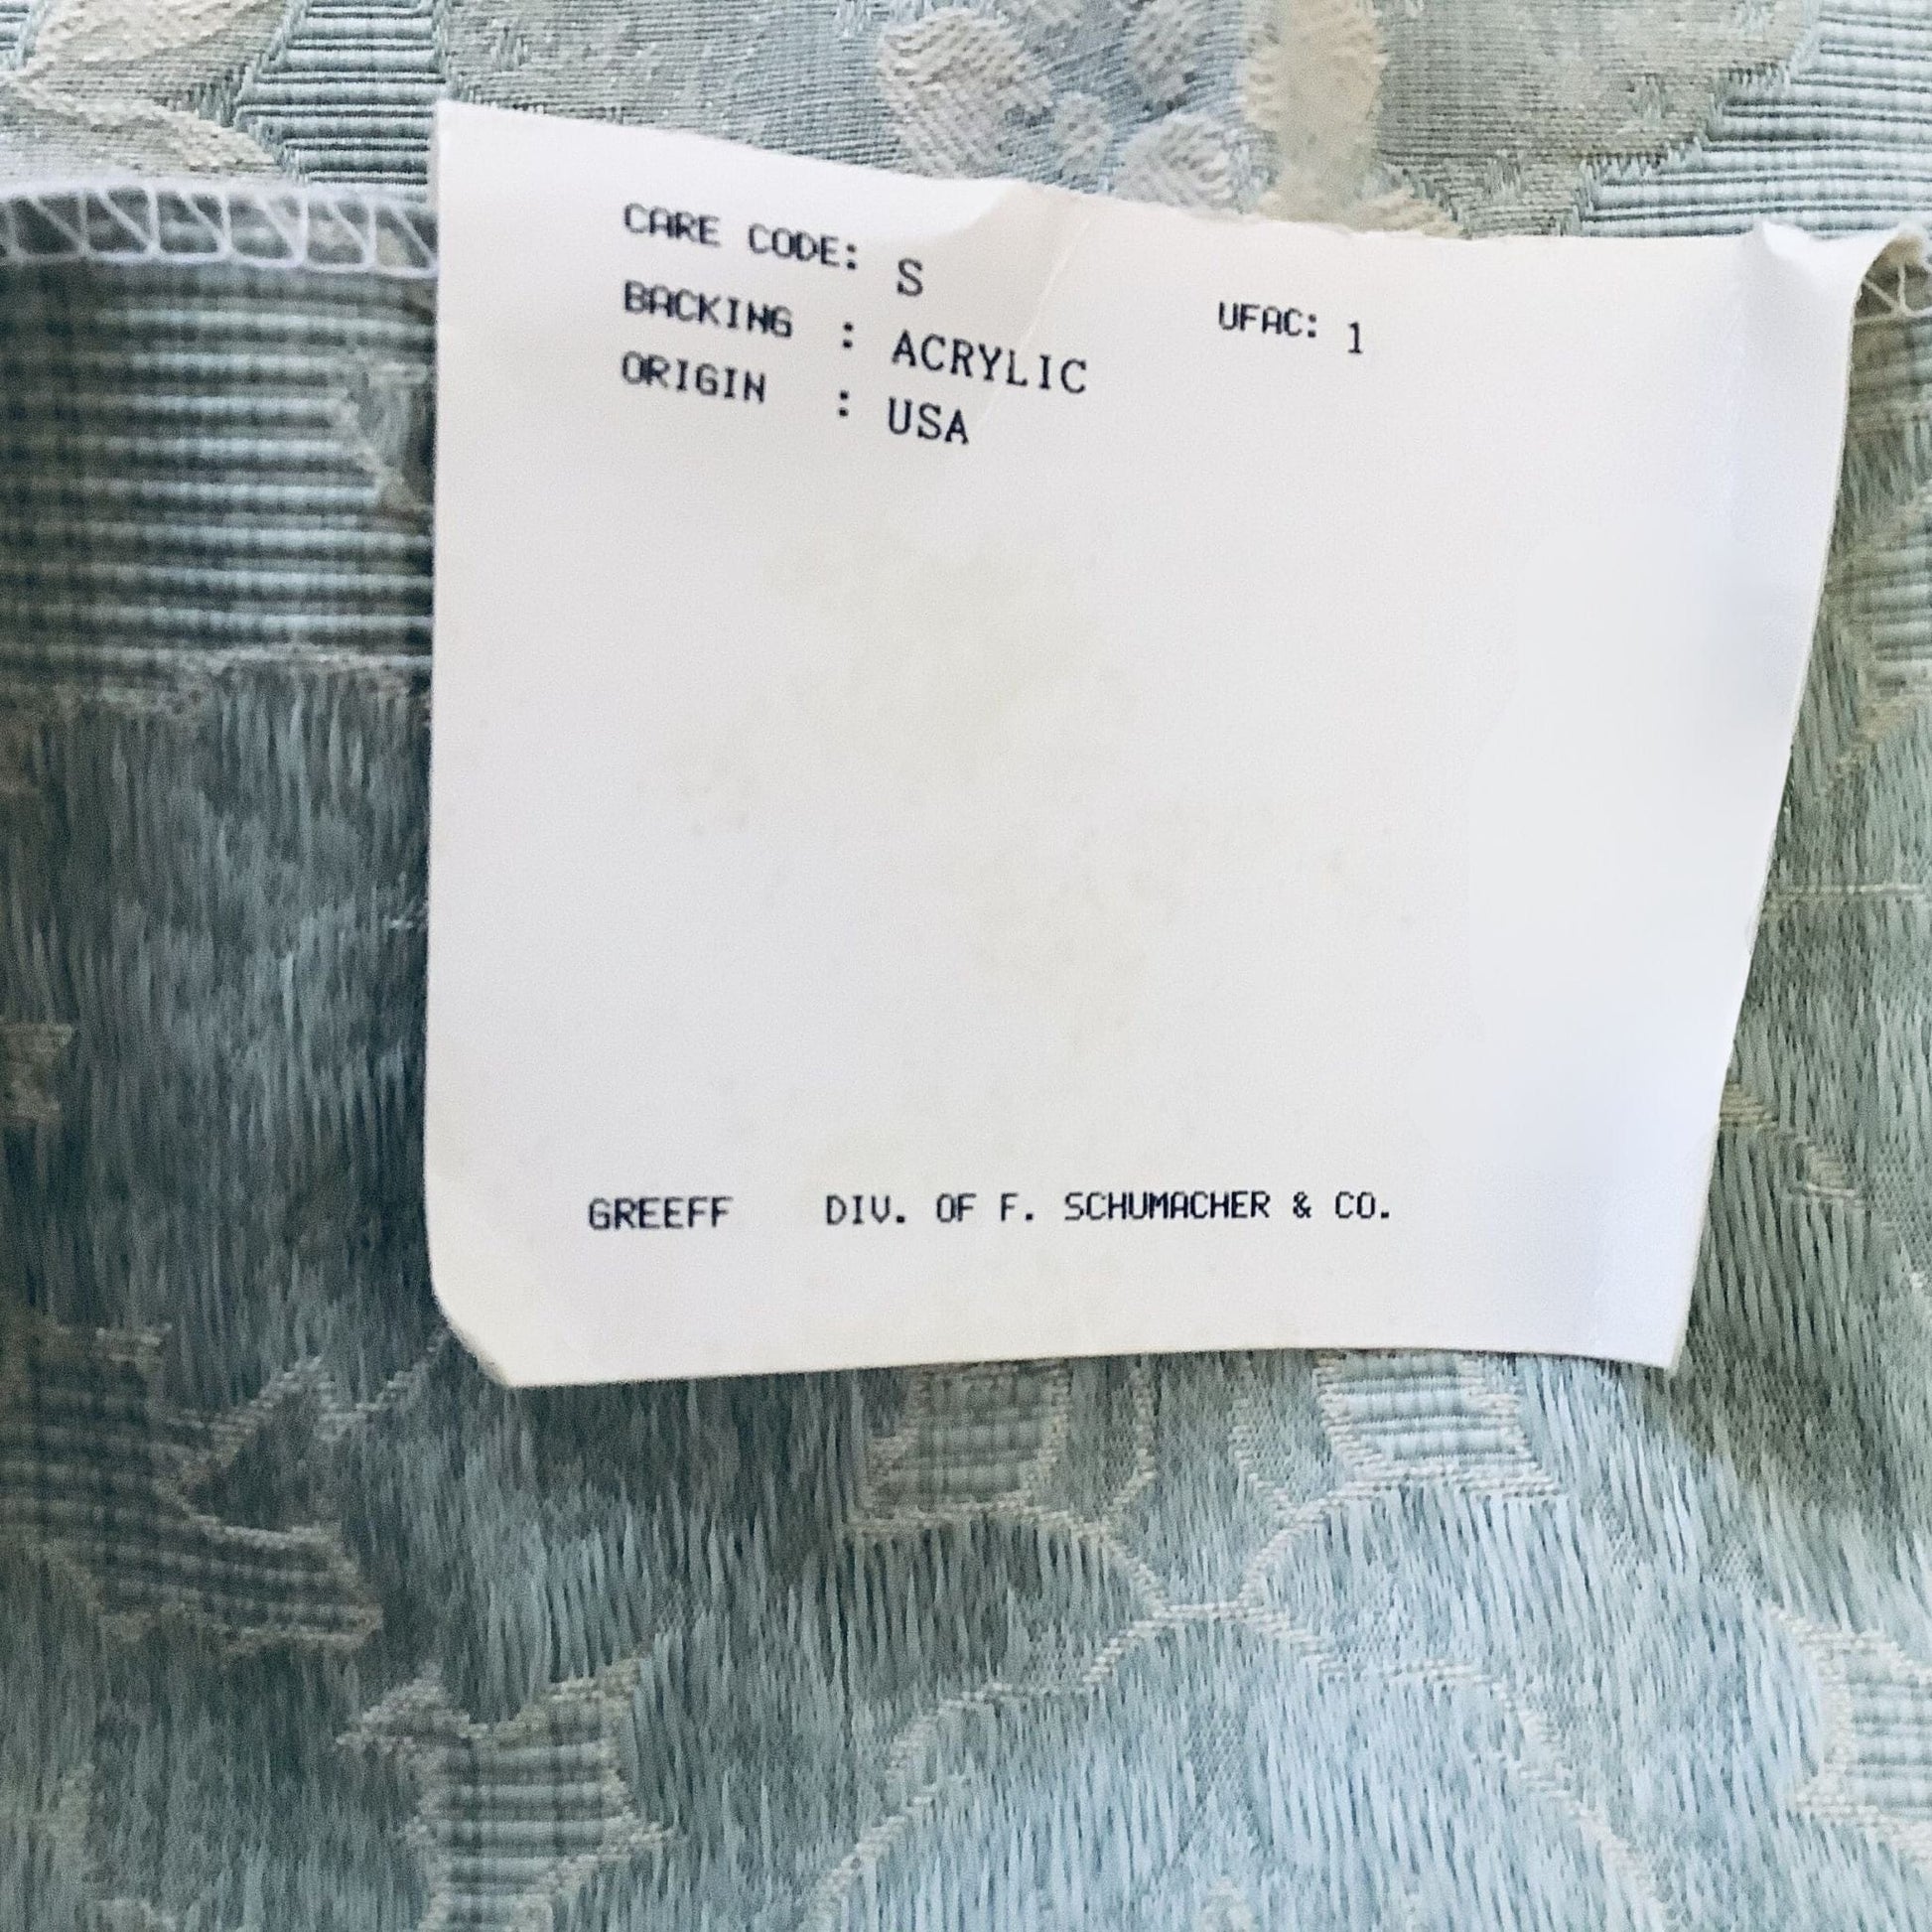 CARE CODE: S
BACKING : ACRYLIC UFAC: 1
ORIGIN : USA
GREEFF DIV. OF F. SCHUMACHER & CO.